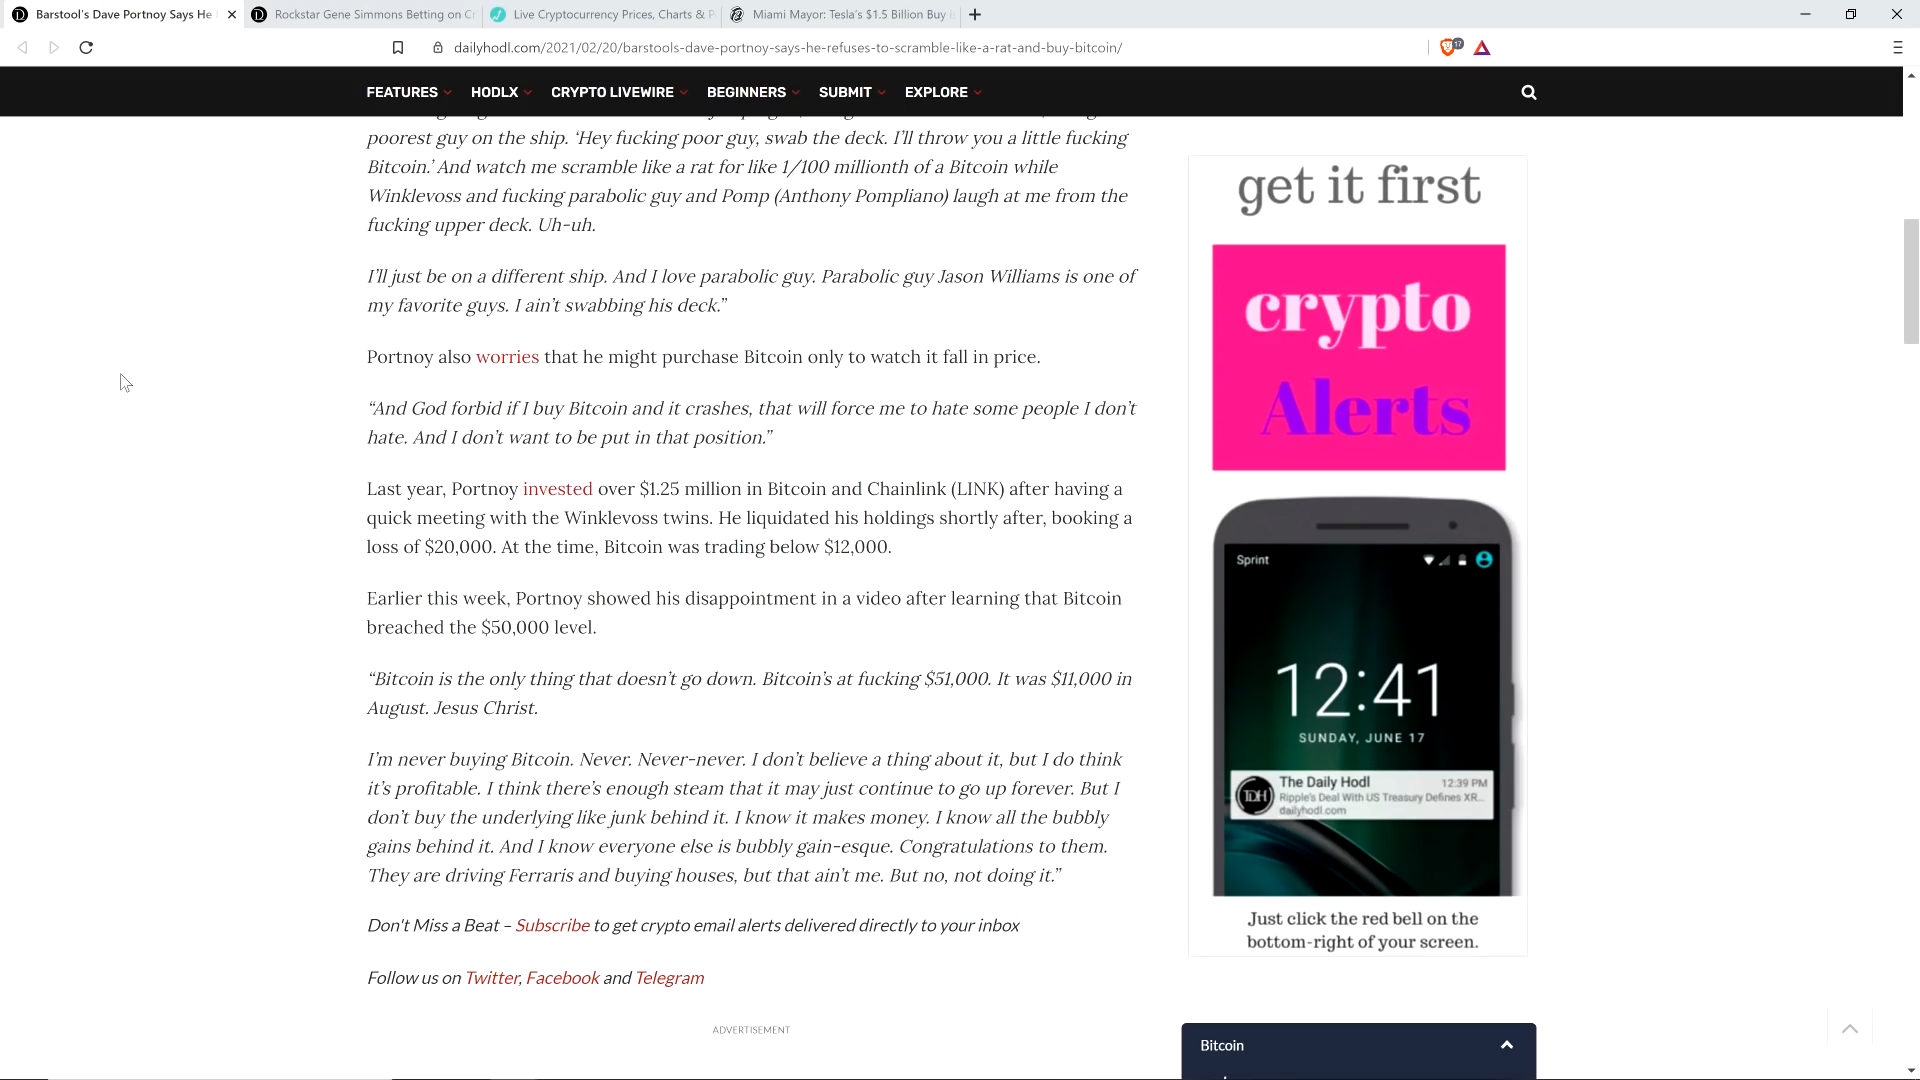 Barstool's Dave Portnoy Says He
Rockstar Gene Simmons Betting on Cr
Live Cryptocurrency Prices, Charts & P
Miami Mayor: Tesla's $1.5 Billion Buy i
dailyhodl.com/2021/02/20/barstools-dave-portnoy-says-he-refuses-to-scramble-like-a-rat-and-buy-bitcoin/
17
FEATURES HODLX CRYPTO LIVEWIRE BEGINNERS SUBMIT EXPLORE
poorest guy on the ship. ‘Hey fucking poor guy, swab the deck. I’ll throw you a little fucking
Bitcoin.’ And watch me scramble like a rat for like 1/100 millionth of a Bitcoin while
Winklevoss and fucking parabolic guy and Pomp (Anthony Pompliano) laugh at me from the
fucking upper deck. Uh-uh.
I’ll just be on a different ship. And I love parabolic guy. Parabolic guy Jason Williams is one of
my favorite guys. I ain’t swabbing his deck.”
Portnoy also worries that he might purchase Bitcoin only to watch it fall in price.
“And God forbid if I buy Bitcoin and it crashes, that will force me to hate some people I don’t
hate. And I don’t want to be put in that position.”
Last year, Portnoy invested over $1.25 million in Bitcoin and Chainlink (LINK) after having a
quick meeting with the Winklevoss twins. He liquidated his holdings shortly after, booking a
loss of $20,000. At the time, Bitcoin was trading below $12,000.
Earlier this week, Portnoy showed his disappointment in a video after learning that Bitcoin
breached the $50,000 level.
“Bitcoin is the only thing that doesn’t go down. Bitcoin’s at fucking $51,000. It was $11,000 in
August. Jesus Christ.
I’m never buying Bitcoin. Never. Never-never. I don’t believe a thing about it, but I do think
it’s profitable. I think there’s enough steam that it may just continue to go up forever. But I
don’t buy the underlying like junk behind it. I know it makes money. I know all the bubbly
gains behind it. And I know everyone else is bubbly gain-esque. Congratulations to them.
They are driving Ferraris and buying houses, but that ain’t me. But no, not doing it.”
Don't Miss a Beat – Subscribe to get crypto email alerts delivered directly to your inbox
Follow us on Twitter, Facebook and Telegram
ADVERTISEMENT
get it first
crypto
Alerts
Sprint
12:41
SUNDAY, JUNE 17
TDH
The Daily Hodl 12:39 PM
Ripple's Deal With US Treasury Defines XR...
dailyhodl.com
Just click the red bell on the
bottom-right of your screen.
Bitcoin